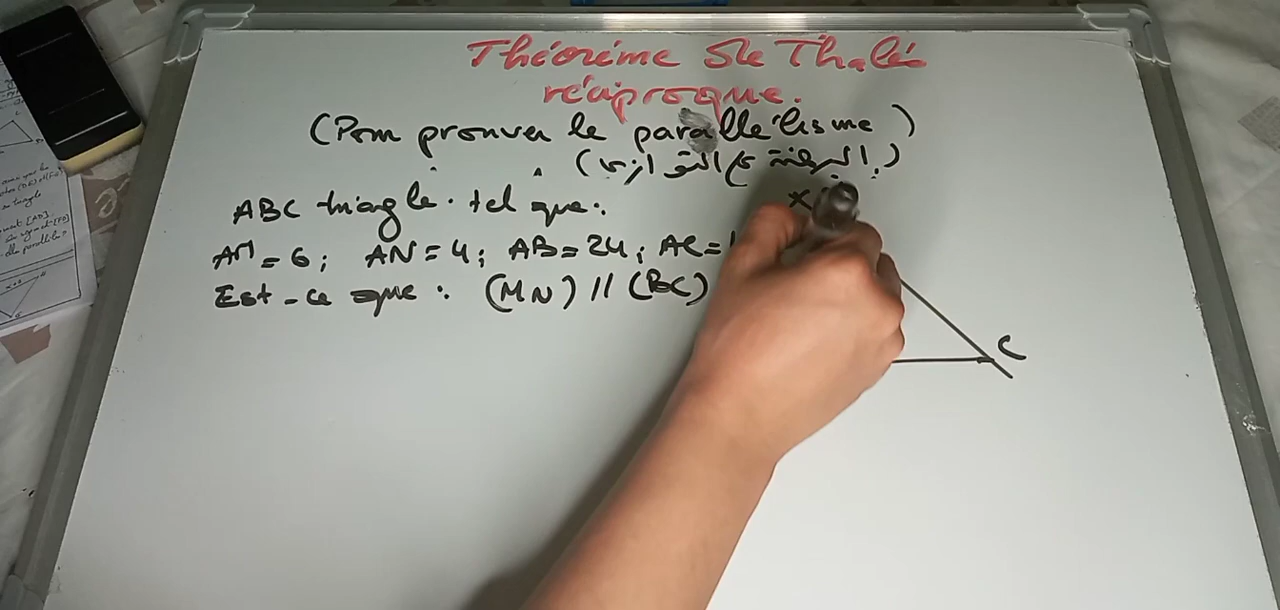 Théorème De Thalès
réciproque.
(Pour prouver le parallélisme)
(البرهنة على التوازي)
ABC triangle. tel que:
AM = 6; AN = 4; AB = 24; AC =
Est-ce que: (MN) // (BC)
C